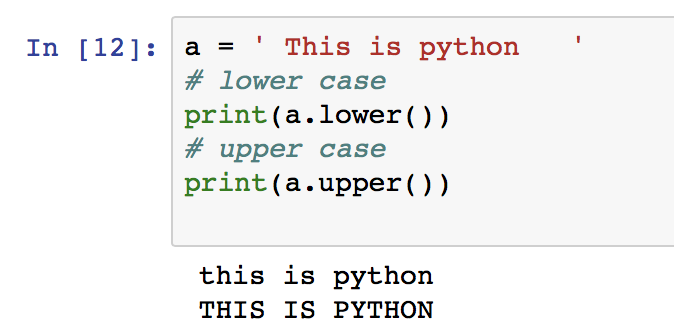 In [12]: a = ' This is python   '
# lower case
print(a.lower())
# upper case
print(a.upper())
 this is python
 THIS IS PYTHON